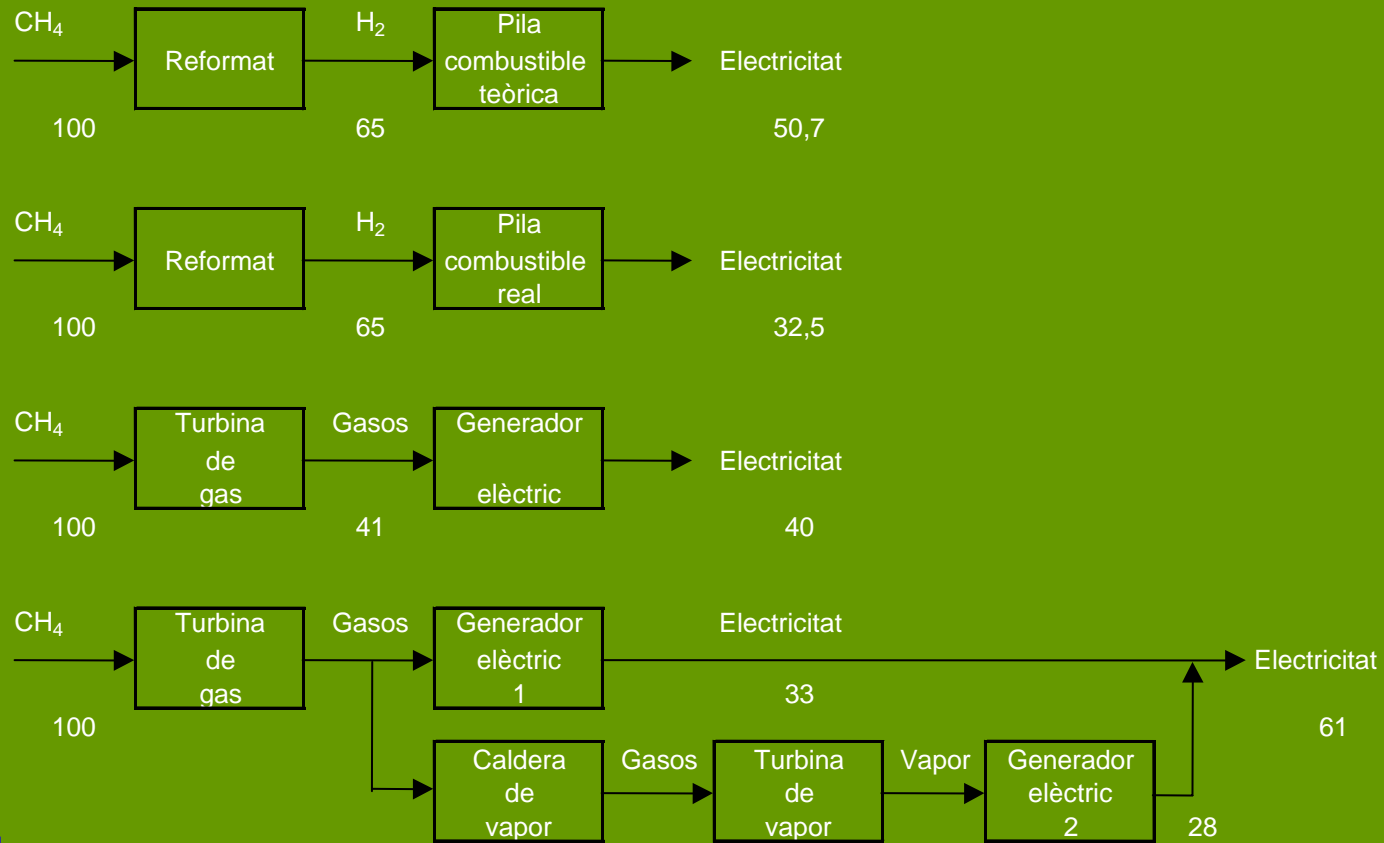 CH₄ H₂ Pila
Reformat combustible Electricitat
teòrica
100 65 50,7
CH₄ H₂ Pila
Reformat combustible Electricitat
real
100 65 32,5
CH₄ Turbina Gasos Generador
de Electricitat
gas elèctric
100 41 40
CH₄ Turbina Gasos Generador Electricitat
de elèctric Electricitat
gas 1 33
100 61
Caldera Gasos Turbina Vapor Generador
de de elèctric
vapor vapor 2 28